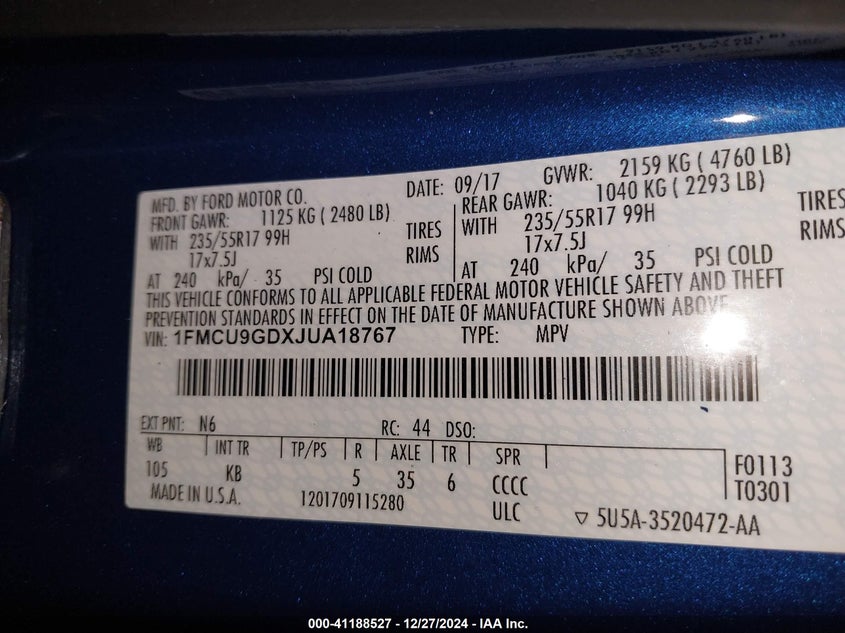 MFD. BY FORD MOTOR CO.
DATE: 09/17
GVWR: 2159 KG ( 4760 LB)
FRONT GAWR: 1125 KG ( 2480 LB)
REAR GAWR: 1040 KG ( 2293 LB)
WITH 235/55R17 99H TIRES
WITH 235/55R17 99H TIRES
17x7.5J RIMS
17x7.5J RIMS
AT 240 kPa/ 35 PSI COLD
AT 240 kPa/ 35 PSI COLD
THIS VEHICLE CONFORMS TO ALL APPLICABLE FEDERAL MOTOR VEHICLE SAFETY AND THEFT
PREVENTION STANDARDS IN EFFECT ON THE DATE OF MANUFACTURE SHOWN ABOVE
VIN: 1FMCU9GDXJUA18767
TYPE: MPV
EXT PNT: N6
RC: 44 DSO:
WB INT TR TP/PS R AXLE TR SPR
105 KB 5 35 6 CCCC
F0113
T0301
MADE IN U.S.A.
1201709115280
ULC
▽ 5U5A-3520472-AA
000-41188527 - 12/27/2024 - IAA Inc.